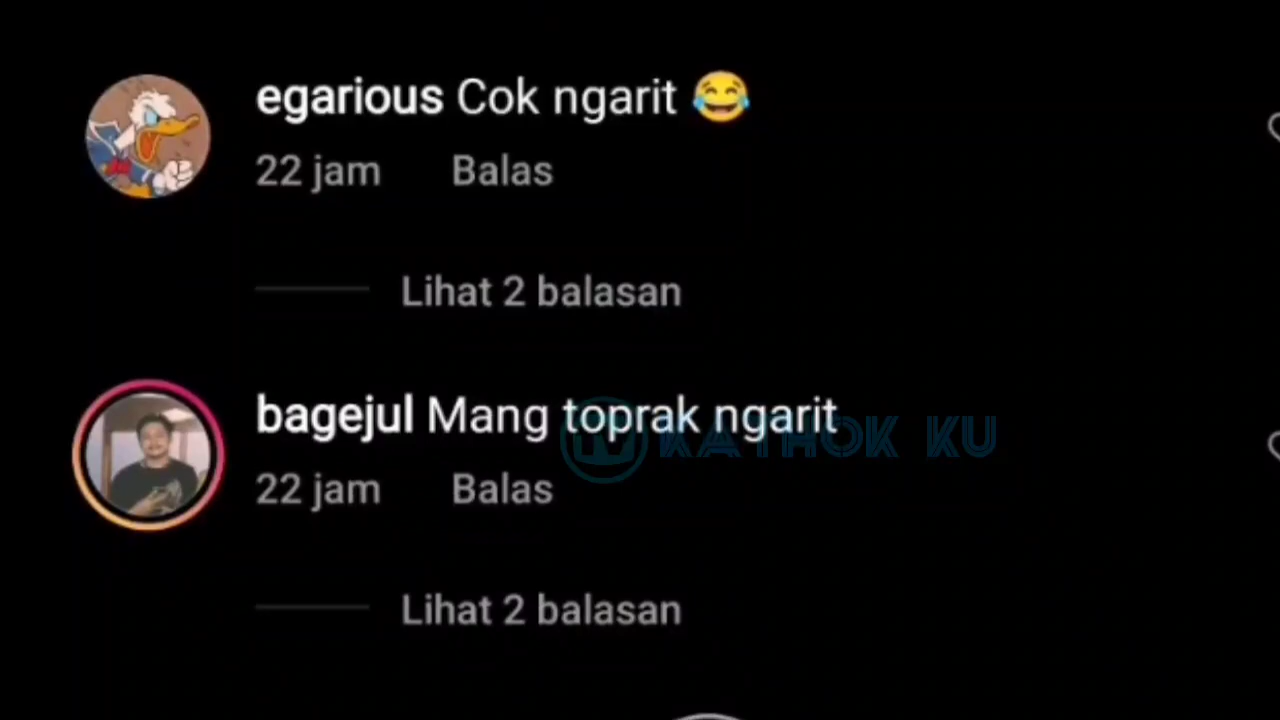 egarious Cok ngarit 😂
22 jam Balas
Lihat 2 balasan
bagejul Mang toprak ngarit
KATHOK KU
22 jam Balas
Lihat 2 balasan